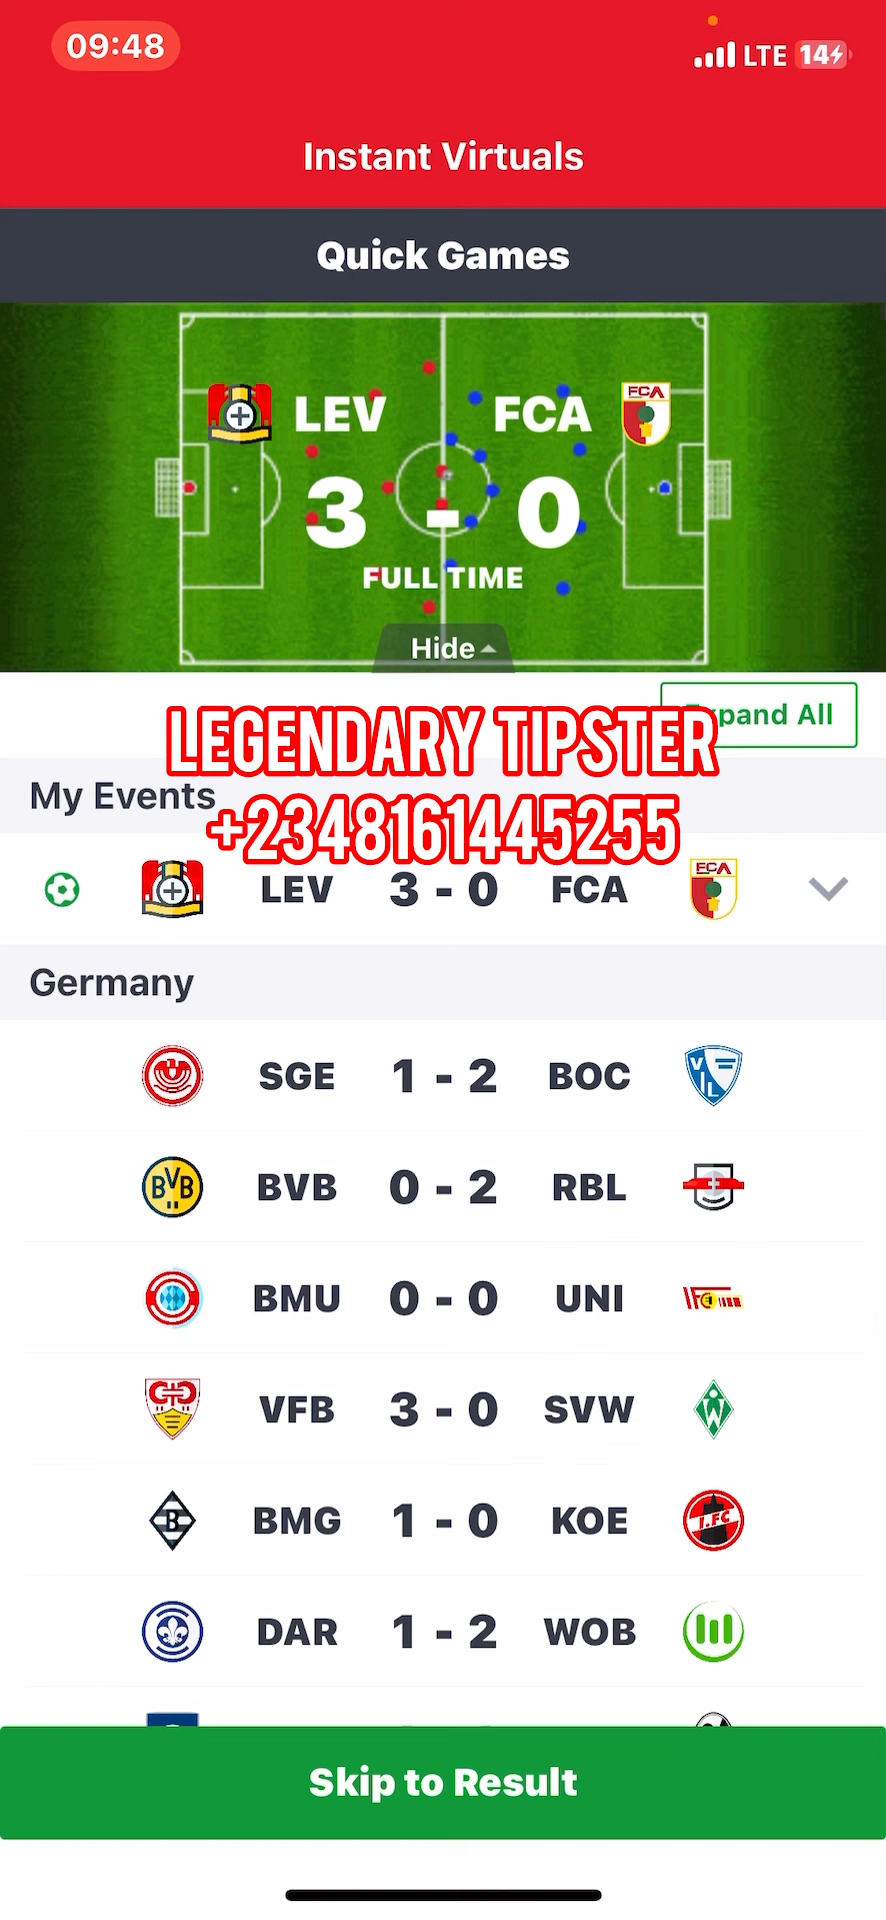 09:48
LTE 14
Instant Virtuals
Quick Games
LEV FCA
3 - 0
FULL TIME
Hide
Expand All
LEGENDARY TIPSTER
My Events
+2348161445255
LEV 3 - 0 FCA
Germany
SGE 1 - 2 BOC
BVB 0 - 2 RBL
BMU 0 - 0 UNI
VFB 3 - 0 SVW
BMG 1 - 0 KOE
DAR 1 - 2 WOB
Skip to Result